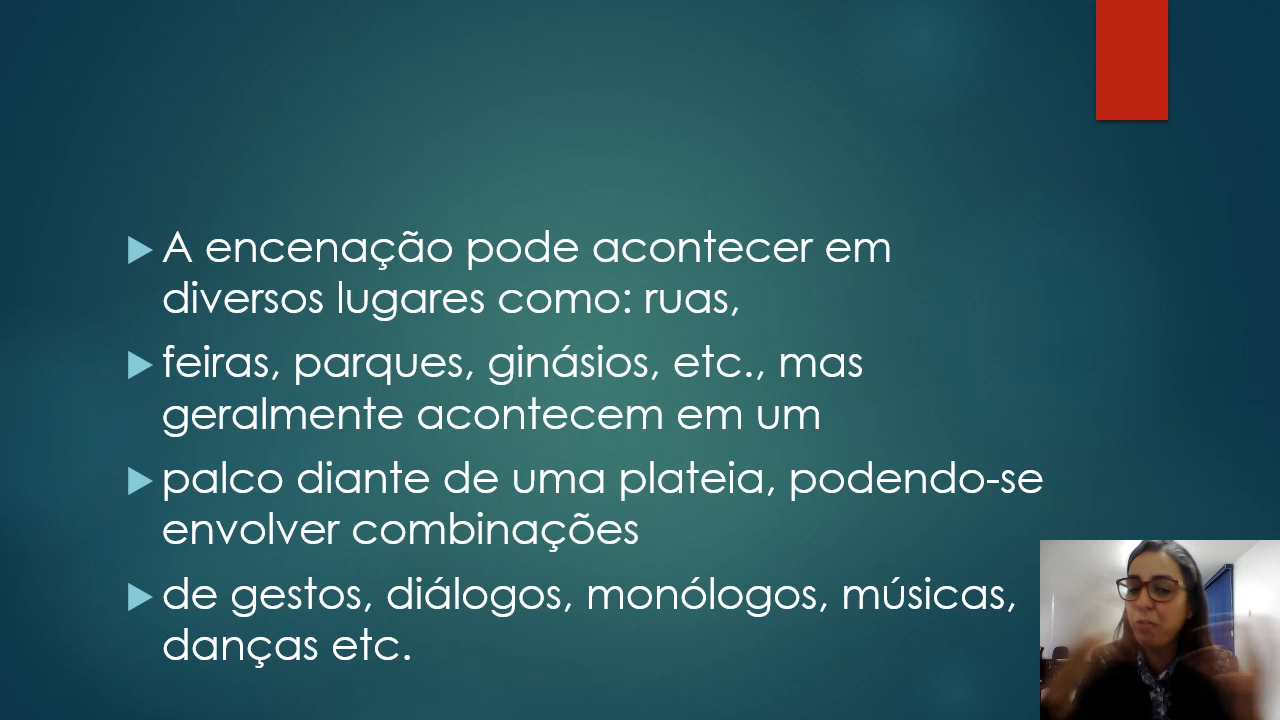 A encenação pode acontecer em
diversos lugares como: ruas,
feiras, parques, ginásios, etc., mas
geralmente acontecem em um
palco diante de uma plateia, podendo-se
envolver combinações
de gestos, diálogos, monólogos, músicas,
danças etc.